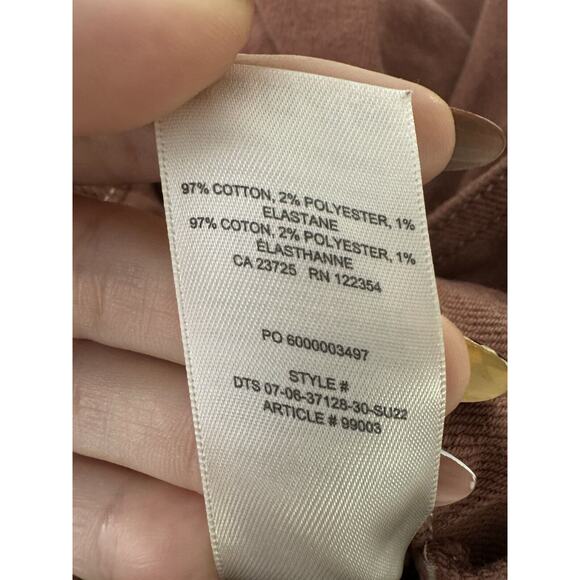 97% COTTON, 2% POLYESTER, 1%
ELASTANE
97% COTON, 2% POLYESTER, 1%
ÉLASTHANNE
CA 23725 RN 122354
PO 6000003497
STYLE #
DTS 07-06-37128-30-SU22
ARTICLE # 99003